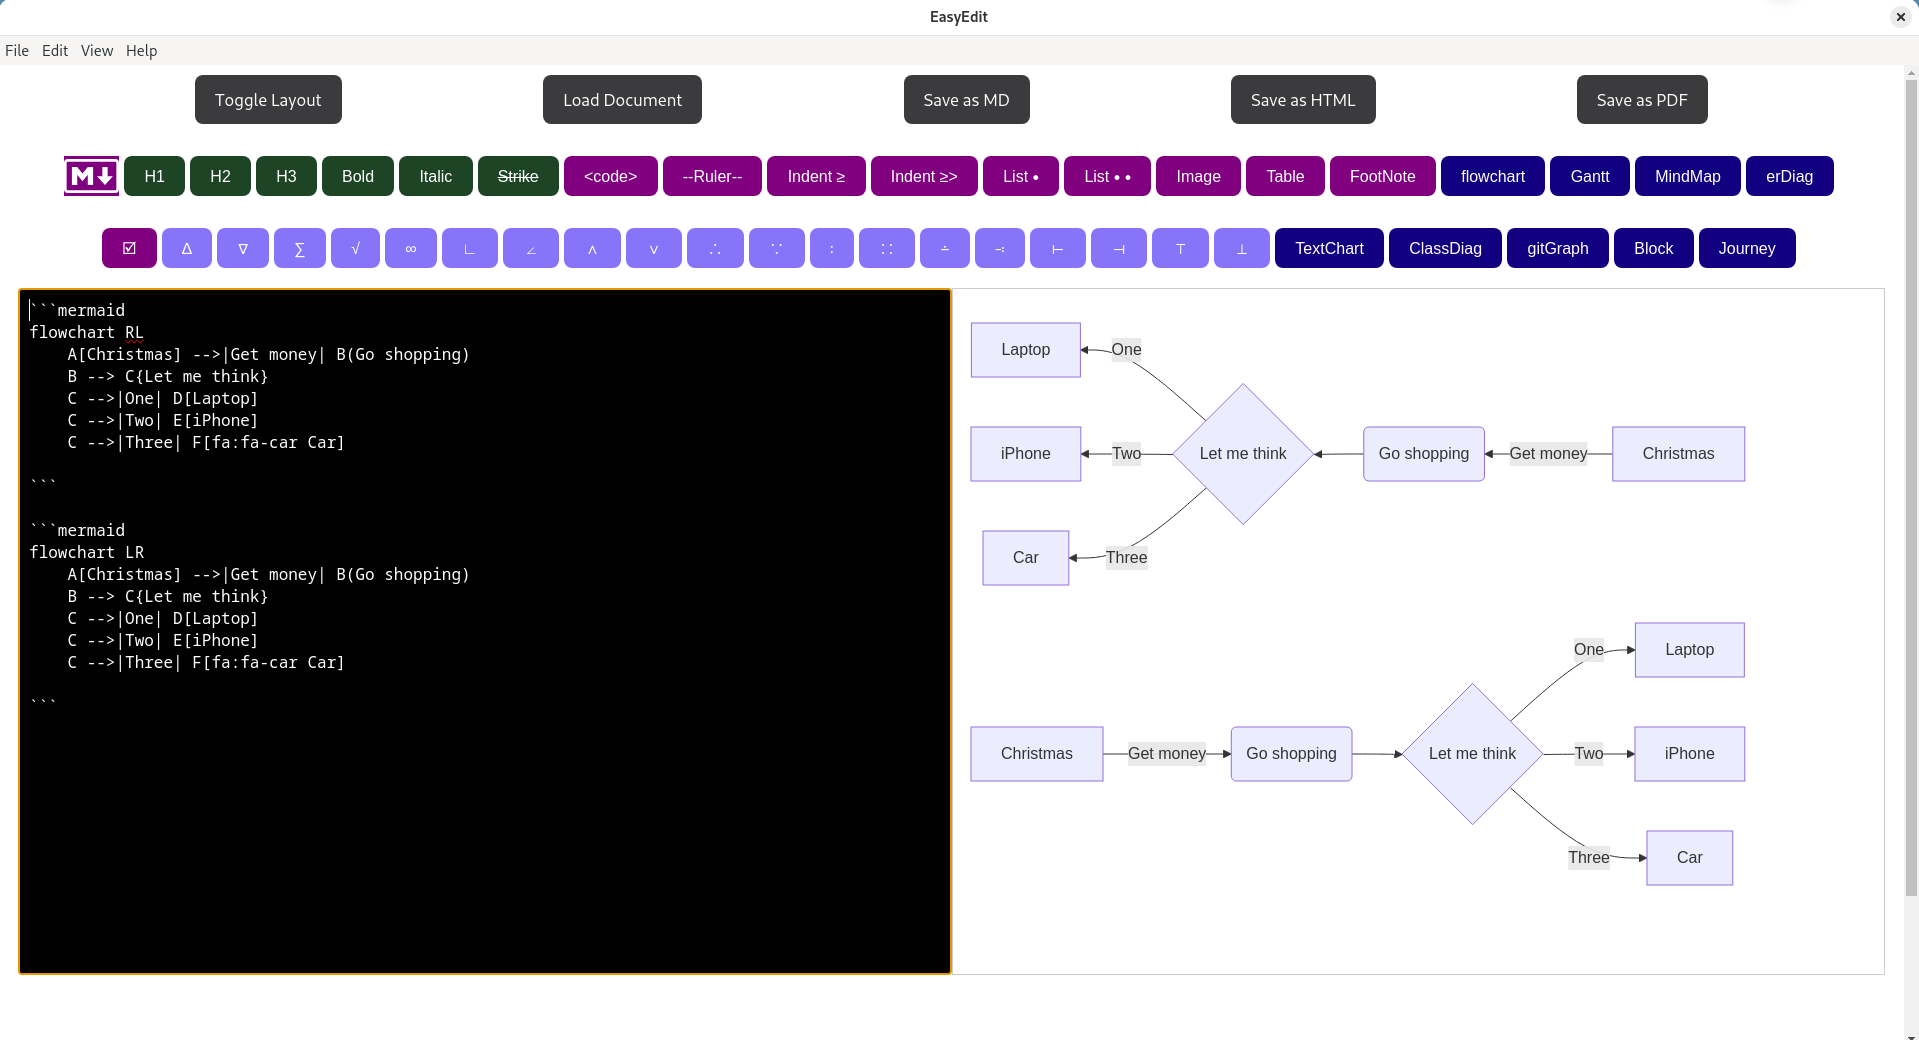 EasyEdit
File Edit View Help
Toggle Layout Load Document Save as MD Save as HTML Save as PDF
M↓ H1 H2 H3 Bold Italic Strike <code> --Ruler-- Indent ≥ Indent ≥> List • List • • Image Table FootNote flowchart Gantt MindMap erDiag
☑ ∆ ∇ ∑ √ ∞ ∟ ∠ ∧ ∨ ∴ ∵ ∶ ∷ ∸ ∹ ⊢ ⊣ ⊤ ⊥ TextChart ClassDiag gitGraph Block Journey
```mermaid
flowchart RL
    A[Christmas] -->|Get money| B(Go shopping)
    B --> C{Let me think}
    C -->|One| D[Laptop]
    C -->|Two| E[iPhone]
    C -->|Three| F[fa:fa-car Car]
```
```mermaid
flowchart LR
    A[Christmas] -->|Get money| B(Go shopping)
    B --> C{Let me think}
    C -->|One| D[Laptop]
    C -->|Two| E[iPhone]
    C -->|Three| F[fa:fa-car Car]
```
Laptop One
iPhone Two Let me think Go shopping Get money Christmas
Car Three
One Laptop
Christmas Get money Go shopping Let me think Two iPhone
Three Car